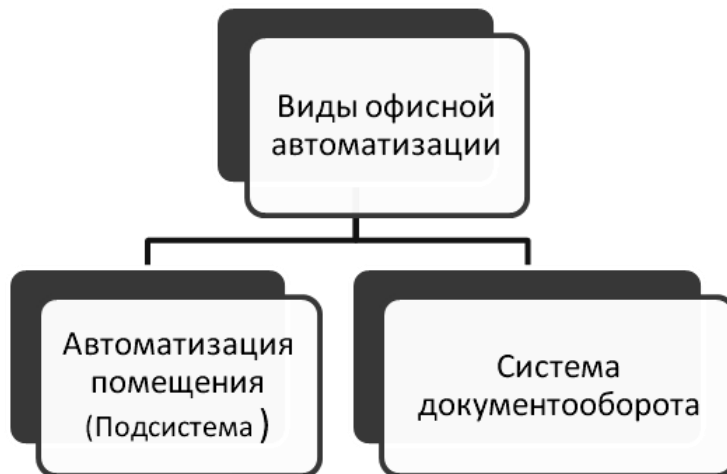 Виды офисной
автоматизации
Автоматизация
помещения
(Подсистема )
Система
документооборота